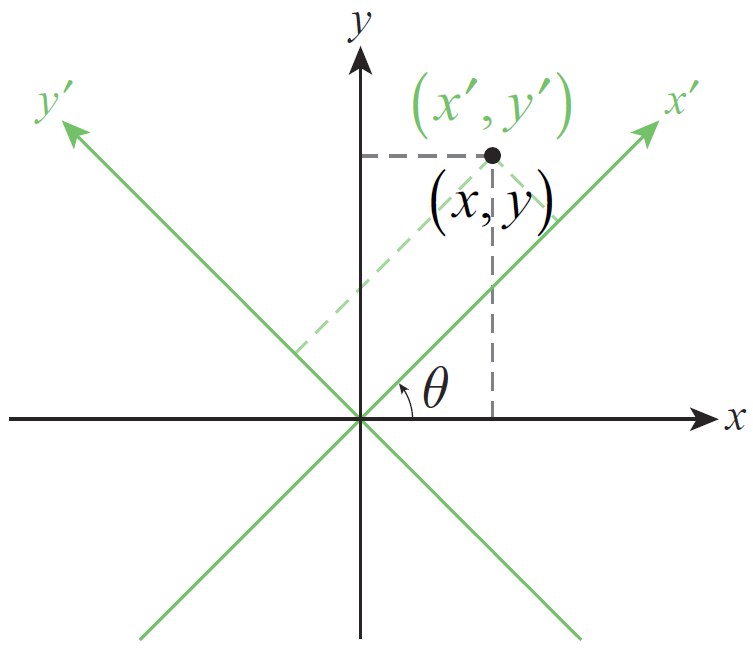 y
y′
(x′, y′)
x′
(x, y)
θ
x